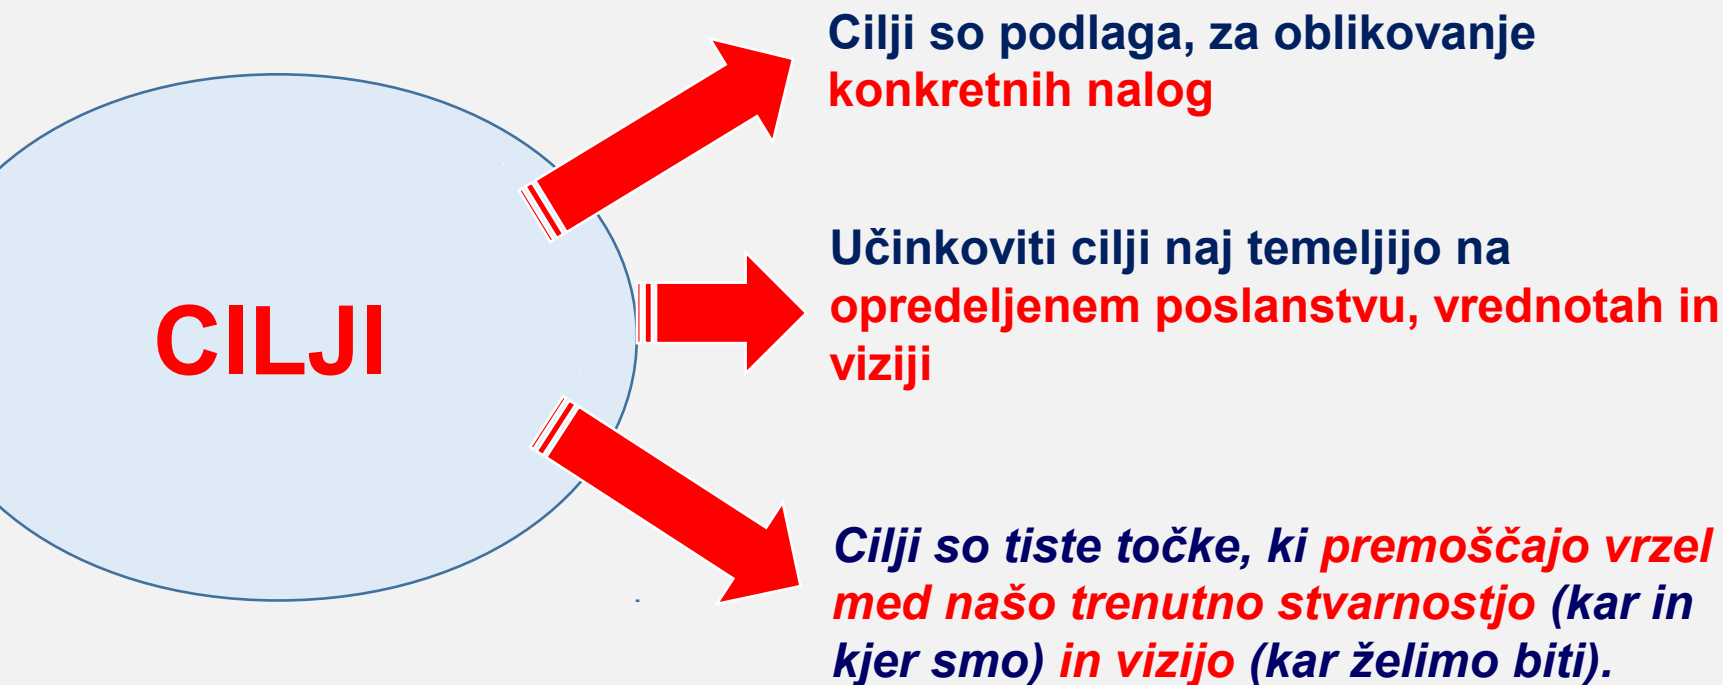 CILJI
Cilji so podlaga, za oblikovanje
konkretnih nalog
Učinkoviti cilji naj temeljijo na
opredeljenem poslanstvu, vrednotah in
viziji
Cilji so tiste točke, ki premoščajo vrzel
med našo trenutno stvarnostjo (kar in
kjer smo) in vizijo (kar želimo biti).